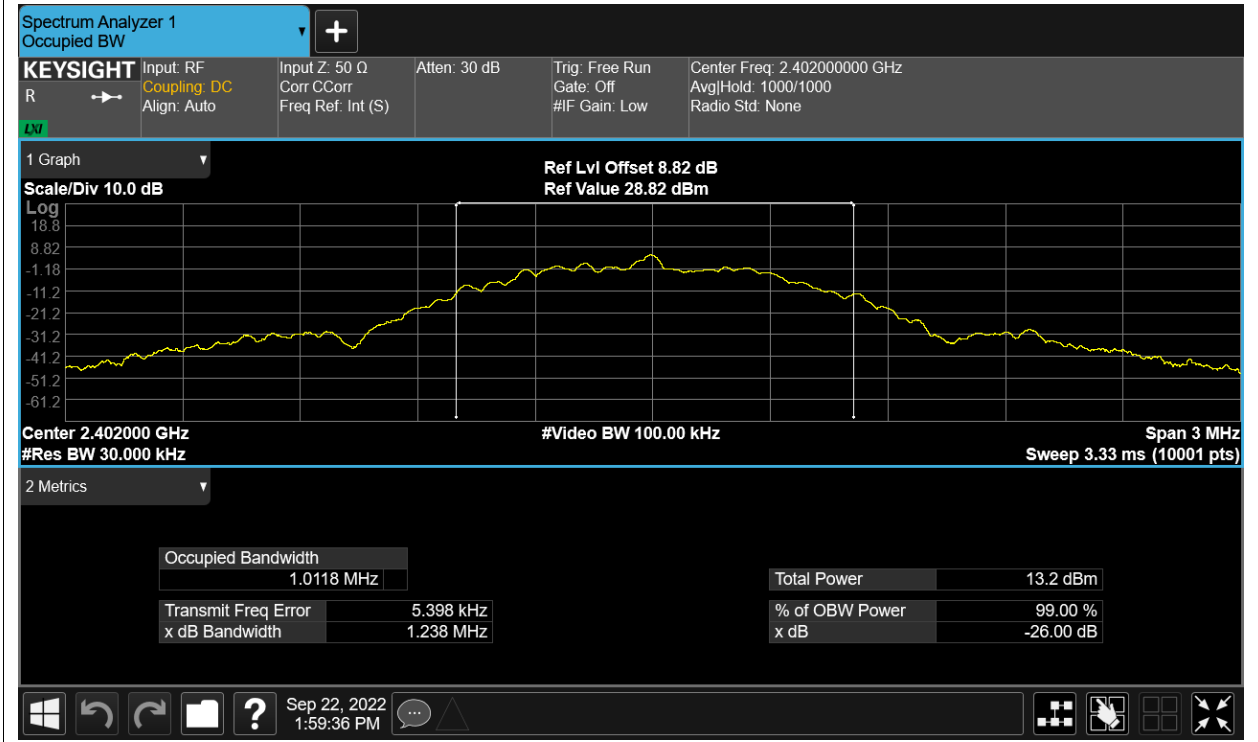 Spectrum Analyzer 1
Occupied BW
KEYSIGHT
R
LXI
Input: RF
Coupling: DC
Align: Auto
Input Z: 50 Ω
Corr CCorr
Freq Ref: Int (S)
Atten: 30 dB
Trig: Free Run
Gate: Off
#IF Gain: Low
Center Freq: 2.402000000 GHz
Avg|Hold: 1000/1000
Radio Std: None
1 Graph
Scale/Div 10.0 dB
Ref Lvl Offset 8.82 dB
Ref Value 28.82 dBm
Log
18.8
8.82
-1.18
-11.2
-21.2
-31.2
-41.2
-51.2
-61.2
Center 2.402000 GHz
#Video BW 100.00 kHz
Span 3 MHz
#Res BW 30.000 kHz
Sweep 3.33 ms (10001 pts)
2 Metrics
Occupied Bandwidth
1.0118 MHz
Transmit Freq Error 5.398 kHz
x dB Bandwidth 1.238 MHz
Total Power 13.2 dBm
% of OBW Power 99.00 %
x dB -26.00 dB
?
Sep 22, 2022
1:59:36 PM